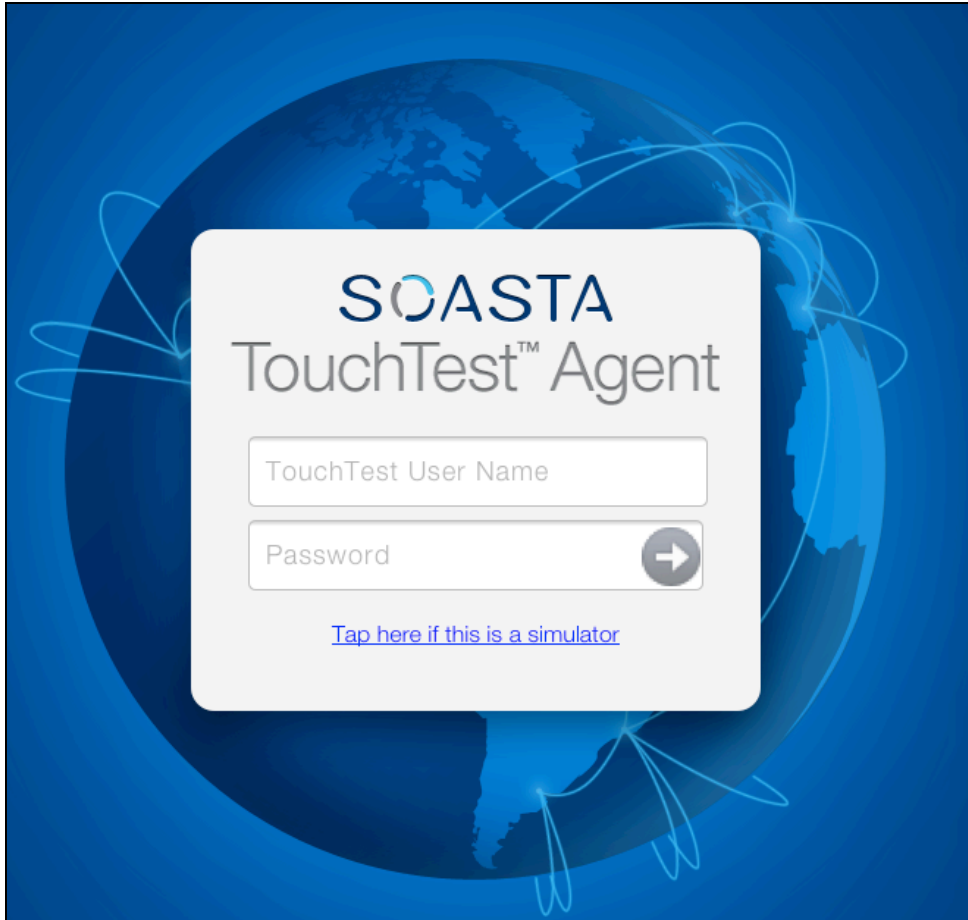 SOASTA
TouchTest™ Agent
TouchTest User Name
Password
Tap here if this is a simulator